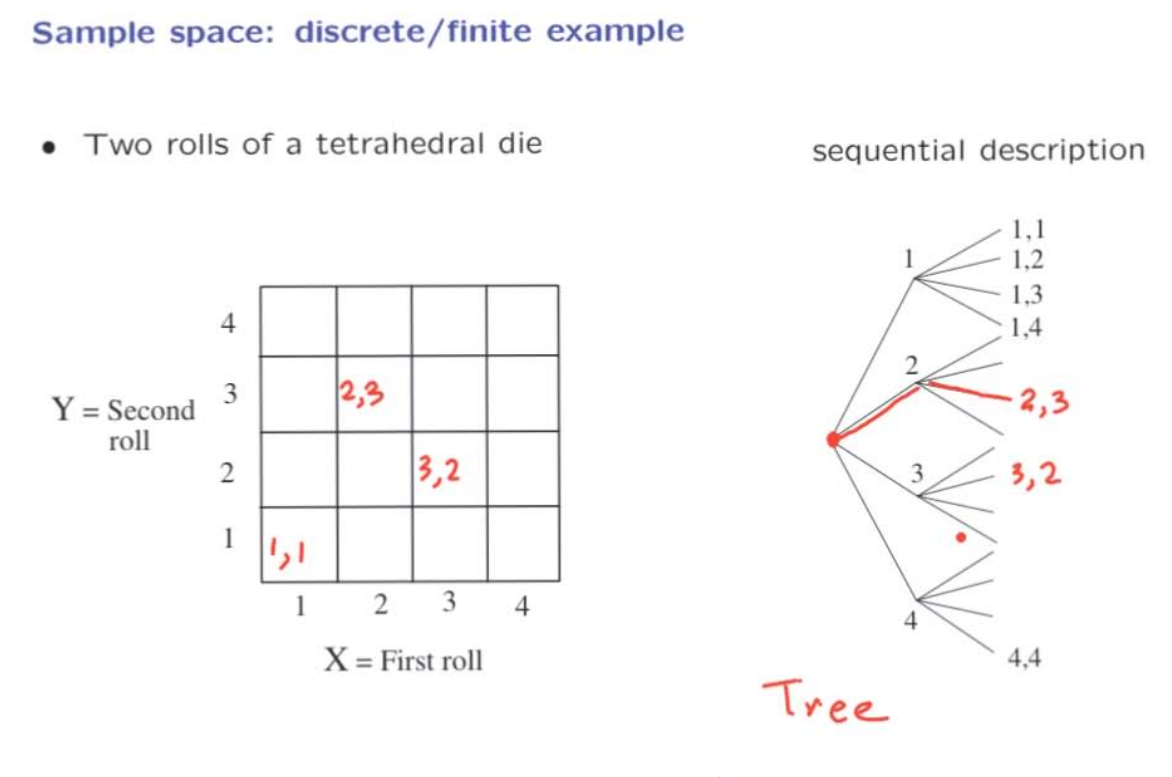 Sample space: discrete/finite example
• Two rolls of a tetrahedral die
4
3
2
1
Y = Second
roll
2,3
3,2
1,1
1 2 3 4
X = First roll
sequential description
1
1,1
1,2
1,3
1,4
2
2,3
3
3,2
4
4,4
Tree